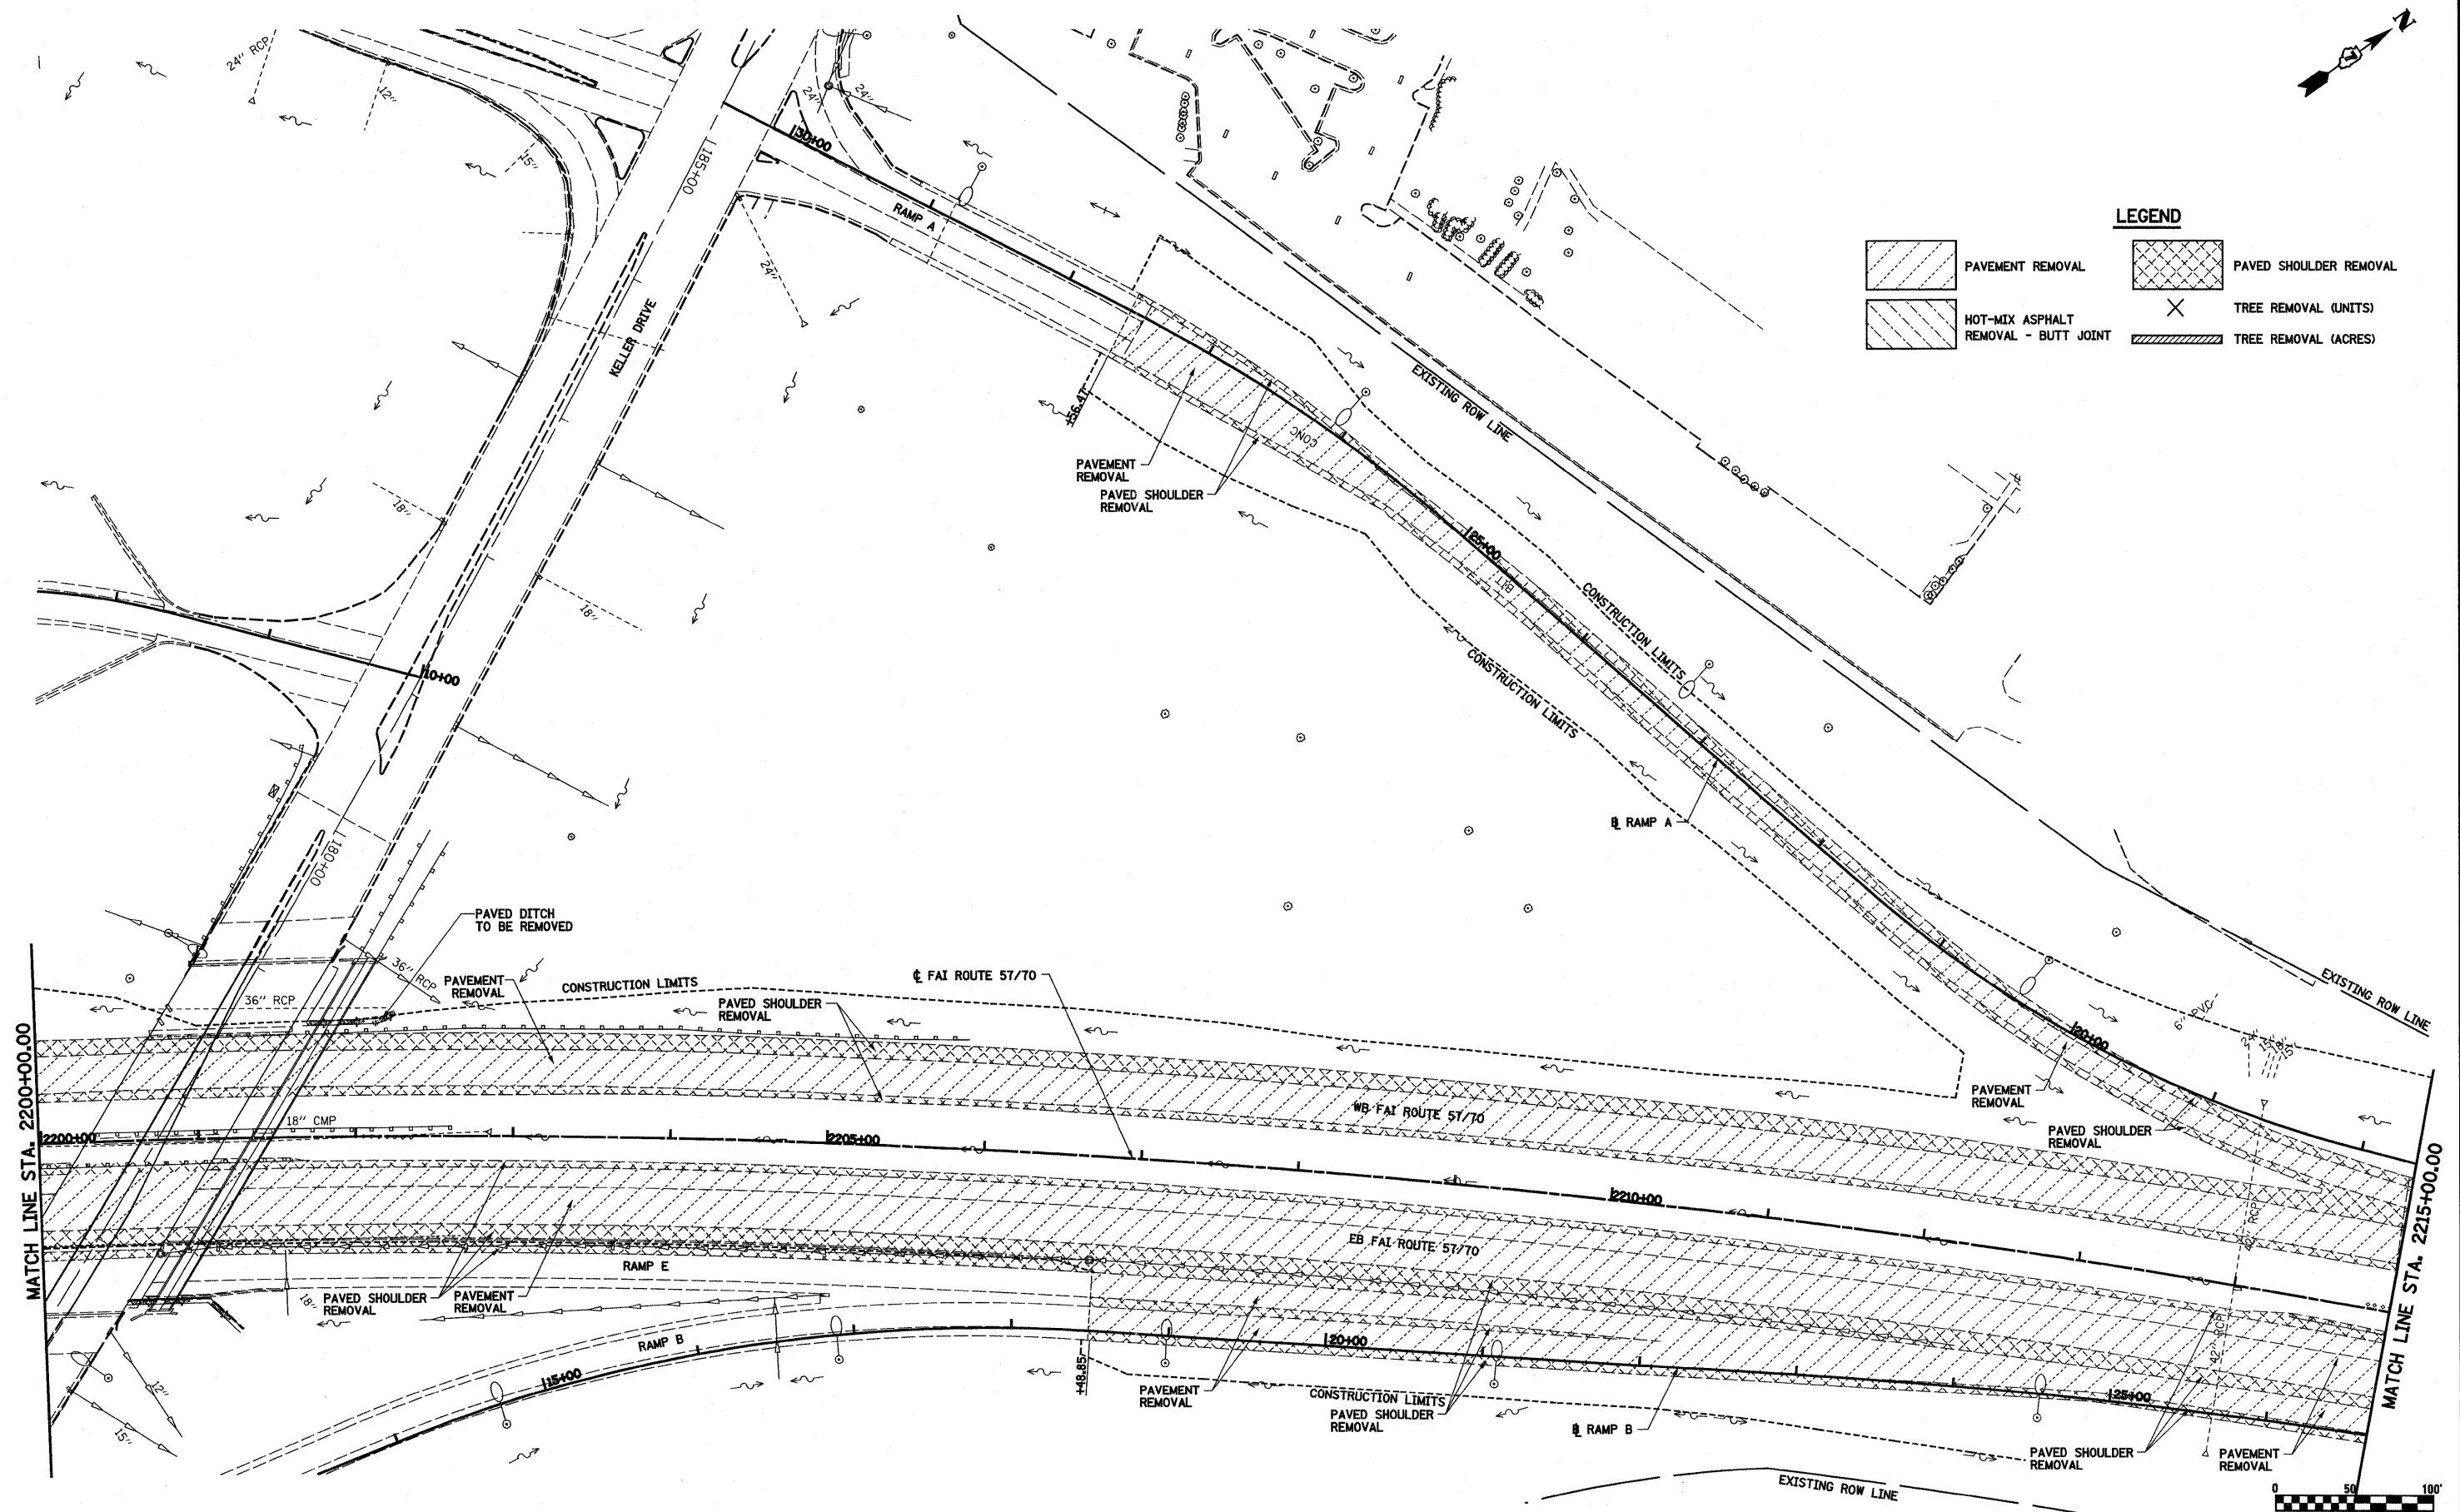 N
24" RCP
12"
15"
24"
24"
30+00
185+00
RAMP A
24"
KELLER DRIVE
LEGEND
PAVEMENT REMOVAL
PAVED SHOULDER REMOVAL
HOT-MIX ASPHALT
REMOVAL - BUTT JOINT
TREE REMOVAL (UNITS)
TREE REMOVAL (ACRES)
EXISTING ROW LINE
+56.47
CONC
PAVEMENT
REMOVAL
PAVED SHOULDER
REMOVAL
18"
25+00
BIT
18"
CONSTRUCTION LIMITS
CONSTRUCTION LIMITS
10+00
B RAMP A
180+00
PAVED DITCH
TO BE REMOVED
36" RCP
36" RCP
PAVEMENT
REMOVAL
CONSTRUCTION LIMITS
PAVED SHOULDER
REMOVAL
℄ FAI ROUTE 57/70
EXISTING ROW LINE
6" PVC
24"
15"
18"
15"
20+00
PAVEMENT
REMOVAL
PAVED SHOULDER
REMOVAL
MATCH LINE STA. 2200+00.00
18" CMP
2200+00
2205+00
WB FAI ROUTE 57/70
2210+00
42" RCP
EB FAI ROUTE 57/70
RAMP E
18"
PAVED SHOULDER
REMOVAL
PAVEMENT
REMOVAL
RAMP B
15+00
12"
15"
+48.85
20+00
PAVEMENT
REMOVAL
CONSTRUCTION LIMITS
PAVED SHOULDER
REMOVAL
B RAMP B
42" RCP
25+00
PAVED SHOULDER
REMOVAL
PAVEMENT
REMOVAL
MATCH LINE STA. 2215+00.00
EXISTING ROW LINE
0 50 100'